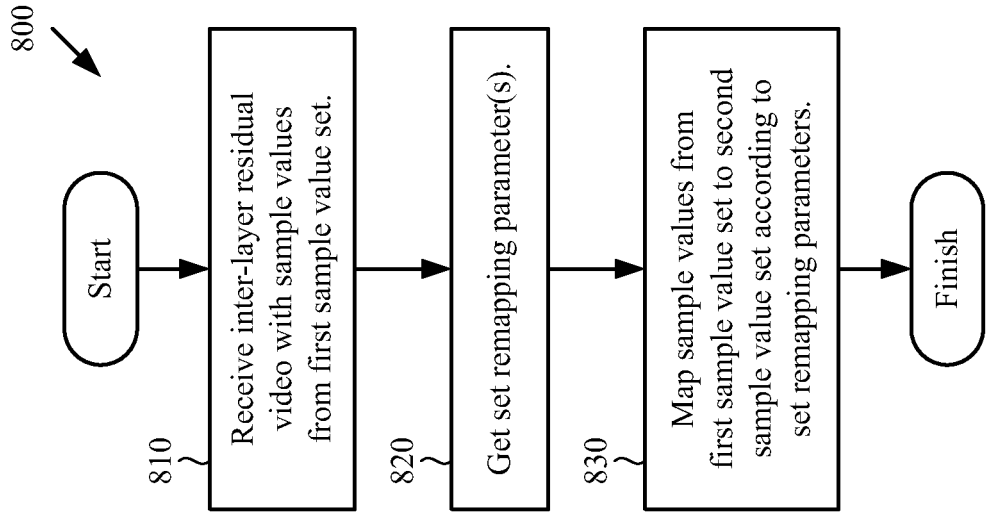 800
Start
810
Receive inter-layer residual
video with sample values
from first sample value set.
820
Get set remapping parameter(s).
830
Map sample values from
first sample value set to second
sample value set according to
set remapping parameters.
Finish